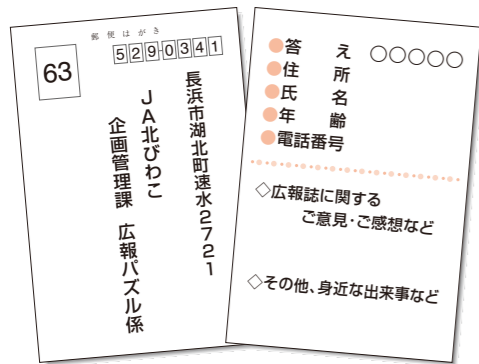 郵便はがき
63
5290341
長浜市湖北町速水2721
JA北びわこ
企画管理課 広報パズル係
●答え ○○○○○
●住所
●氏名
●年齢
●電話番号
◇広報誌に関する
ご意見・ご感想など
◇その他、身近な出来事など